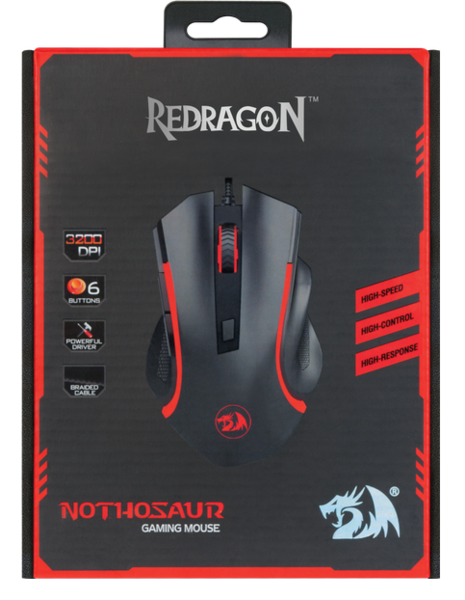 REDRAGON™
3200
DPI
6
BUTTONS
POWERFUL
DRIVER
BRAIDED
CABLE
HIGH-SPEED
HIGH-CONTROL
HIGH-RESPONSE
NOTHOSAUR
GAMING MOUSE
®